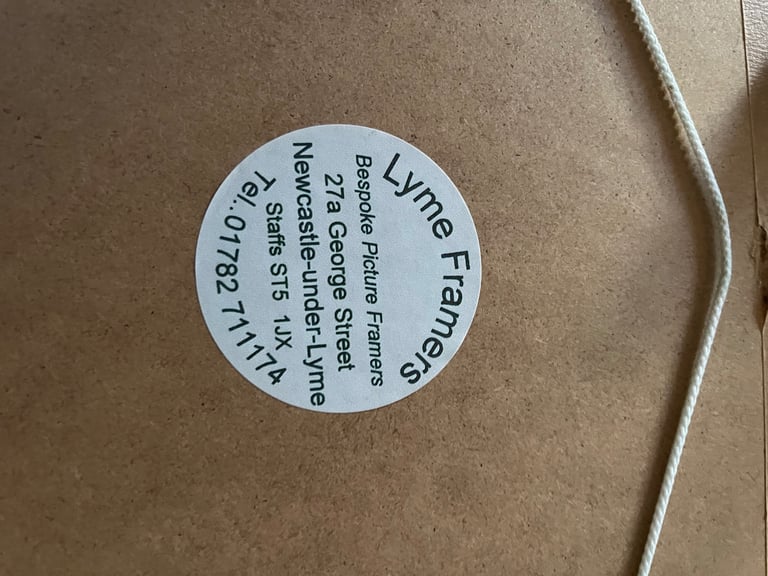 Lyme Framers
Bespoke Picture Framers
27a George Street
Newcastle-under-Lyme
Staffs ST5 1JX
Tel..01782 711174